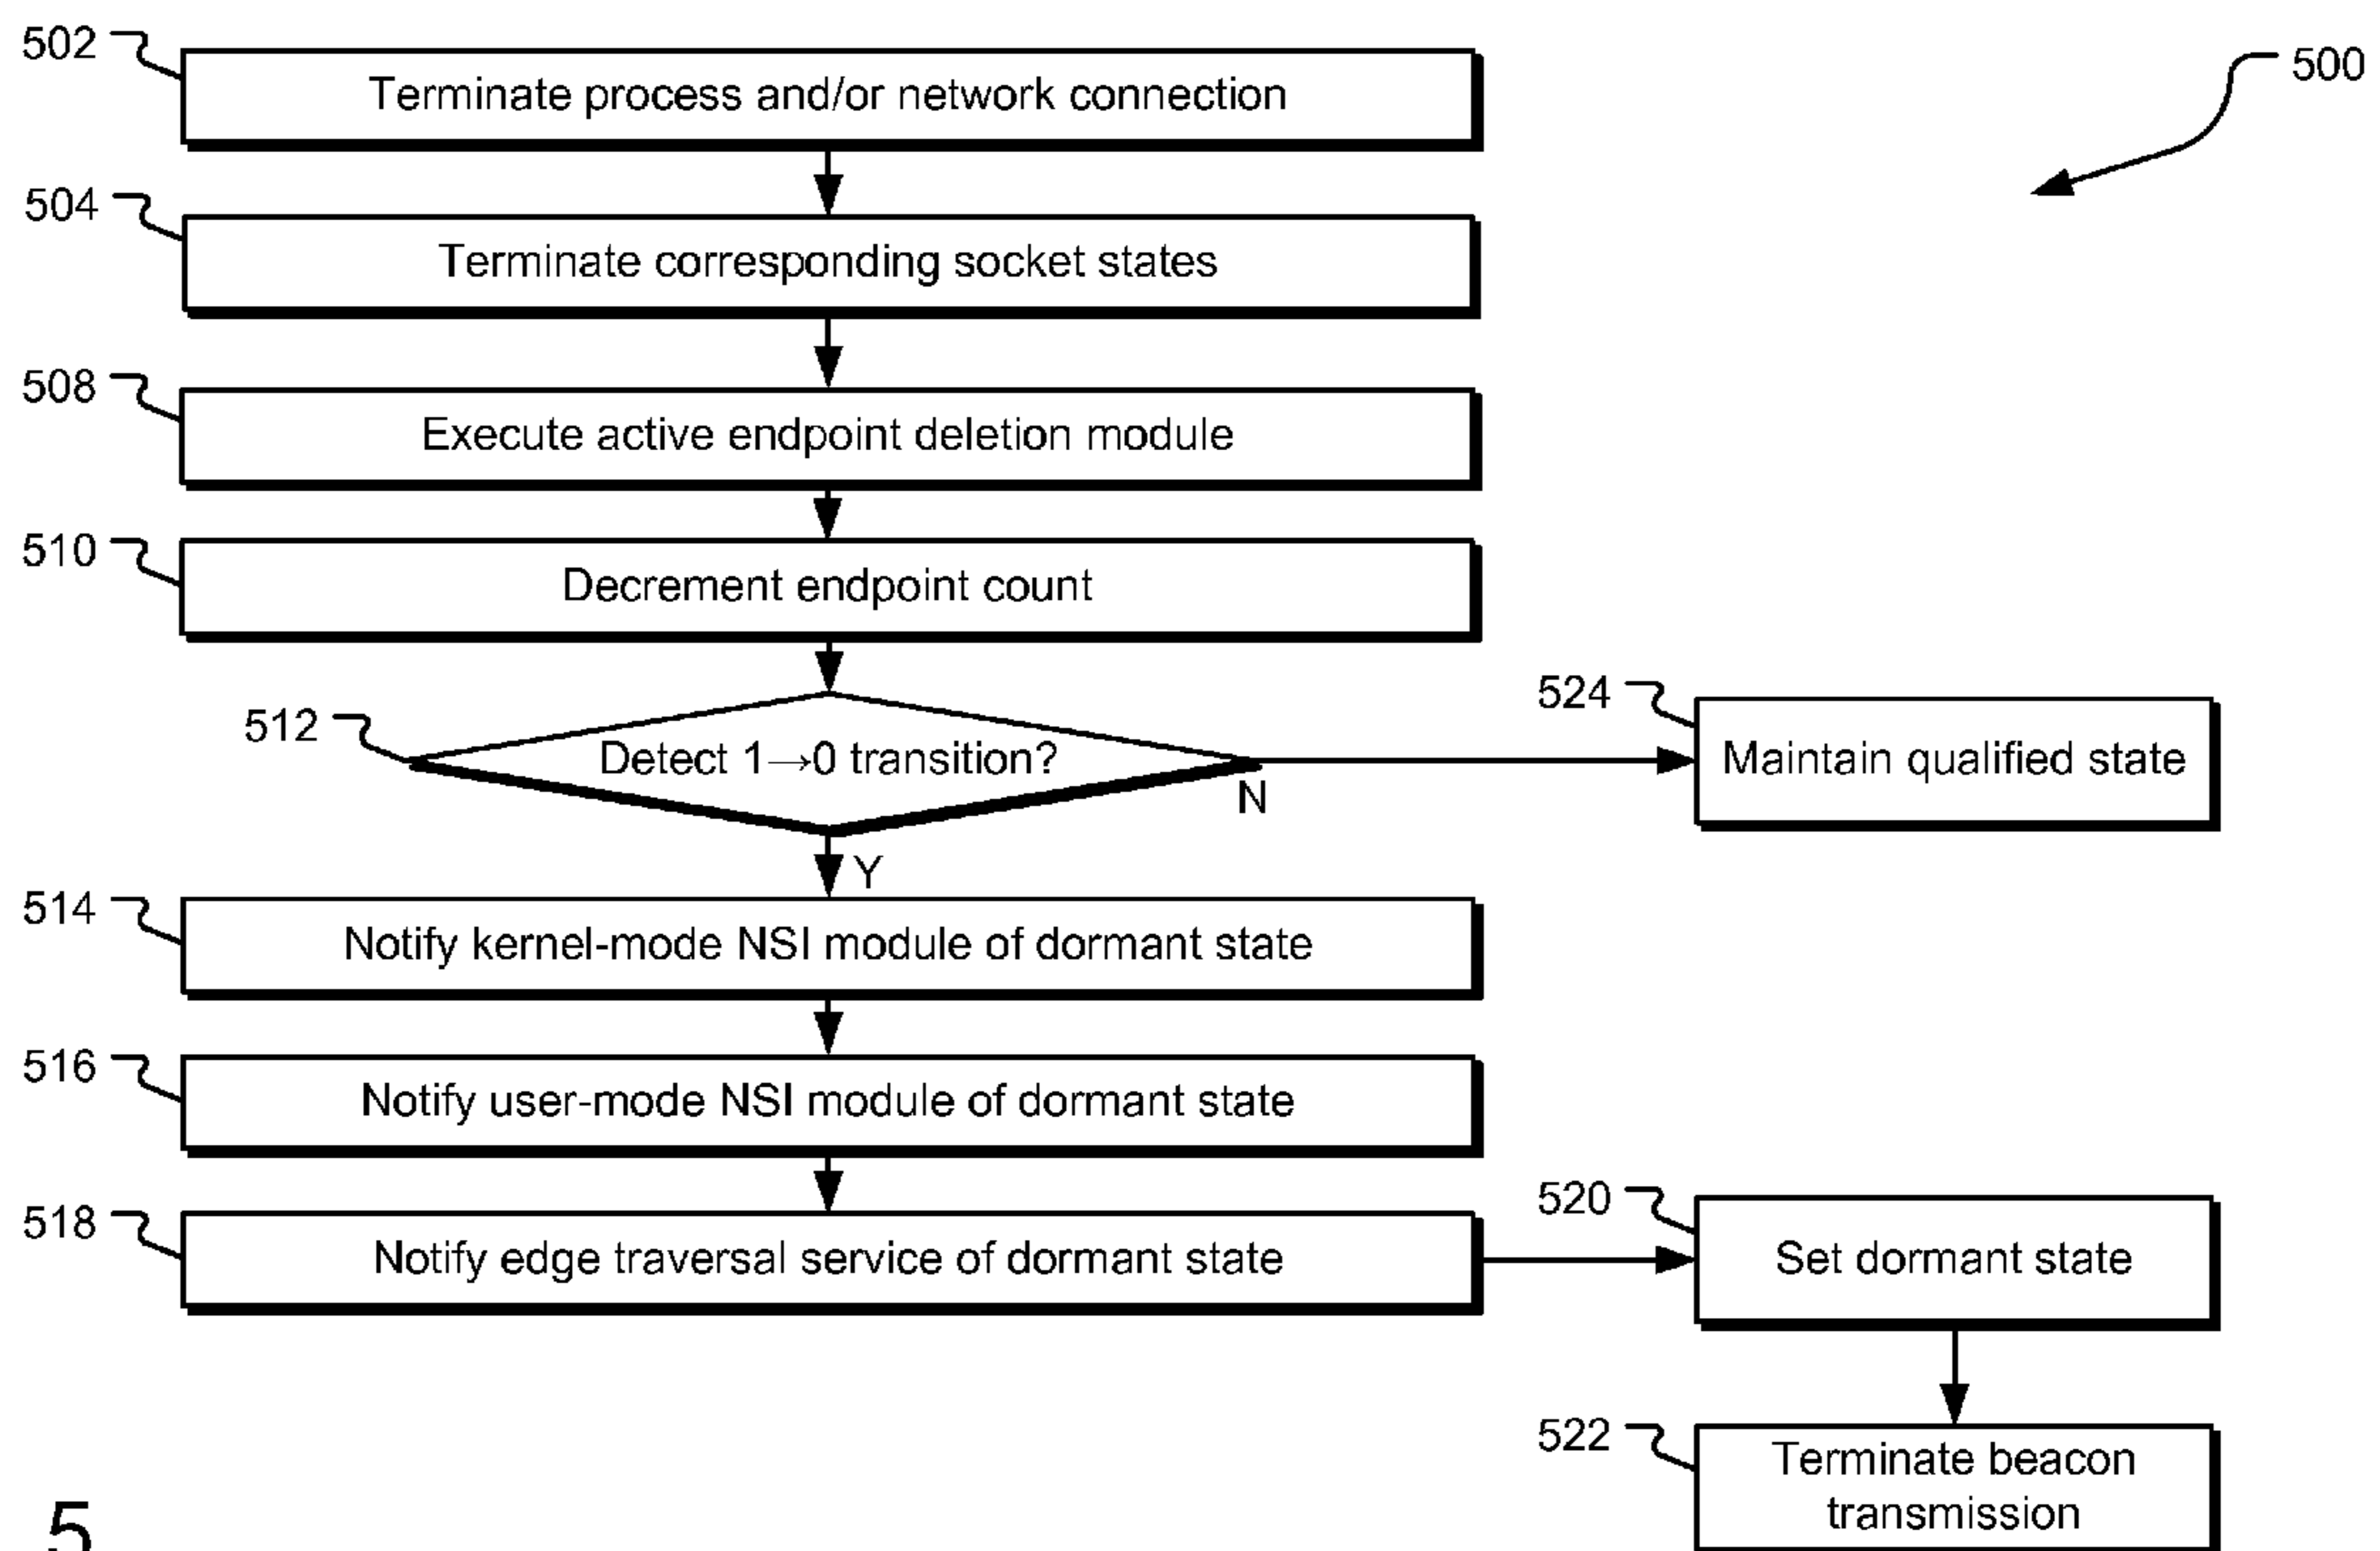 502
Terminate process and/or network connection
500
504
Terminate corresponding socket states
508
Execute active endpoint deletion module
510
Decrement endpoint count
512
Detect 1→0 transition?
N
Y
524
Maintain qualified state
514
Notify kernel-mode NSI module of dormant state
516
Notify user-mode NSI module of dormant state
518
Notify edge traversal service of dormant state
520
Set dormant state
522
Terminate beacon
transmission
5